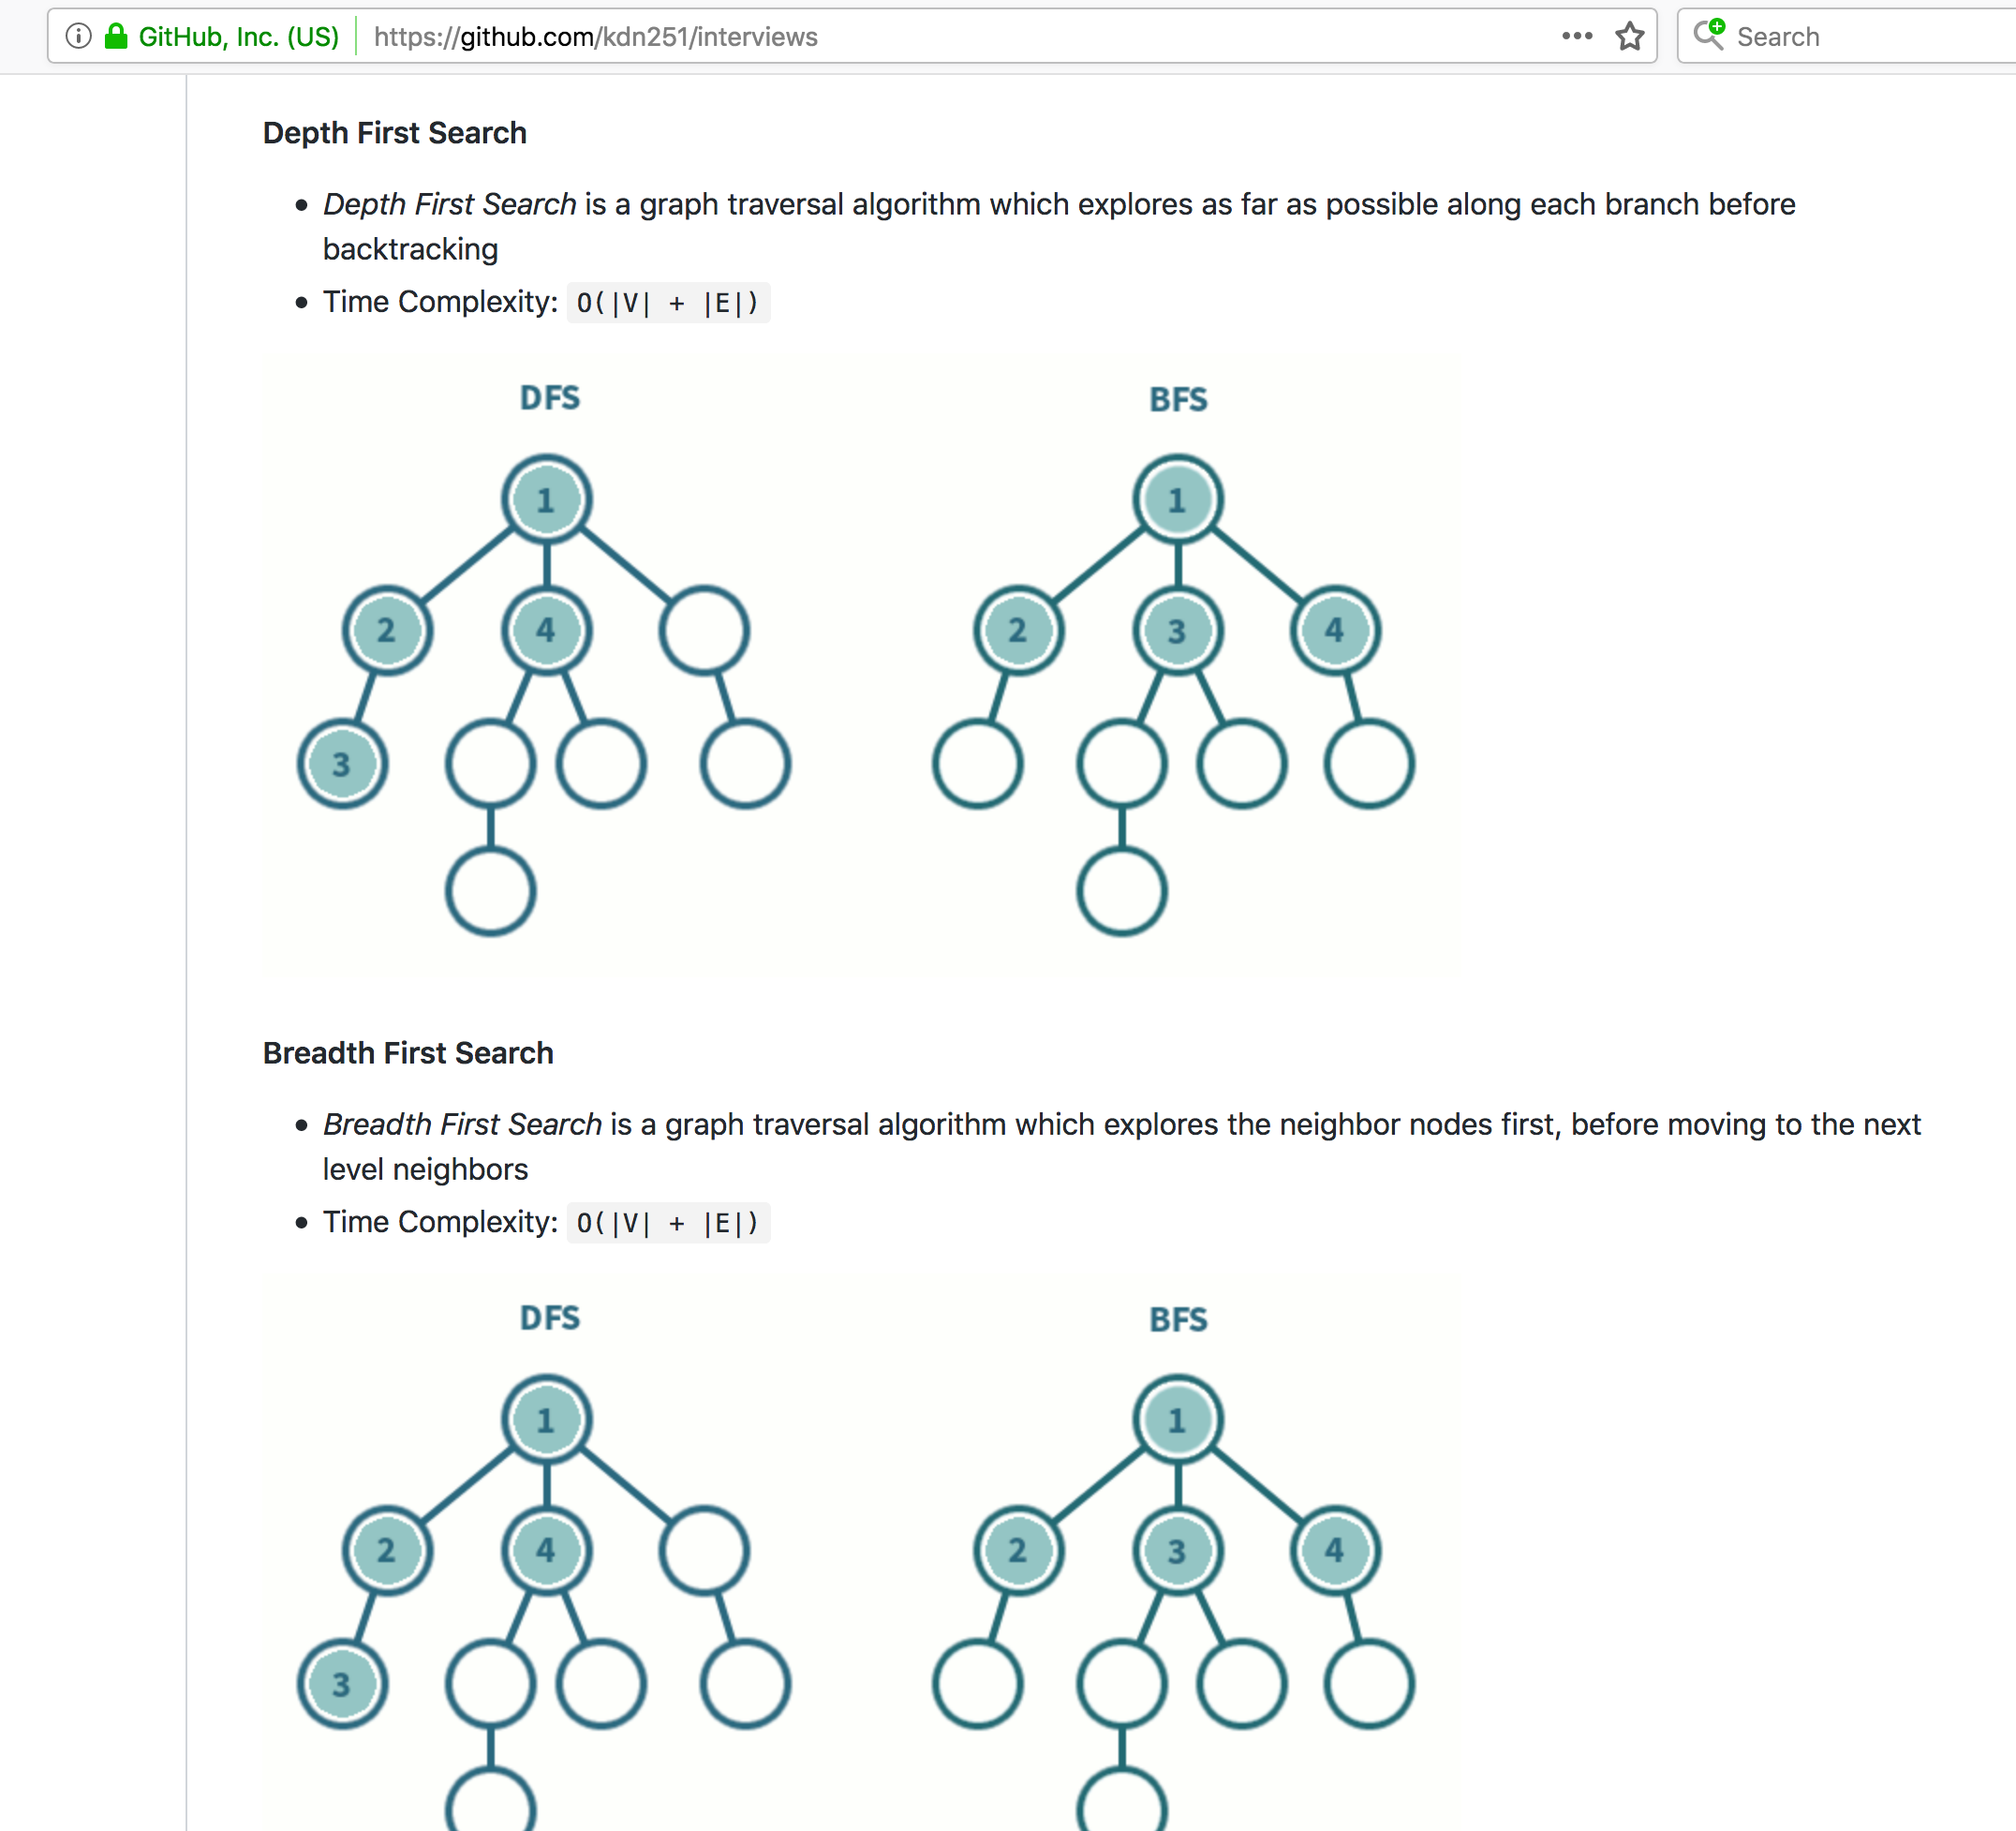 GitHub, Inc. (US) https://github.com/kdn251/interviews ••• Search
Depth First Search
• Depth First Search is a graph traversal algorithm which explores as far as possible along each branch before
backtracking
• Time Complexity: O(|V| + |E|)
DFS BFS
1 1
2 4 2 3 4
3
Breadth First Search
• Breadth First Search is a graph traversal algorithm which explores the neighbor nodes first, before moving to the next
level neighbors
• Time Complexity: O(|V| + |E|)
DFS BFS
1 1
2 4 2 3 4
3